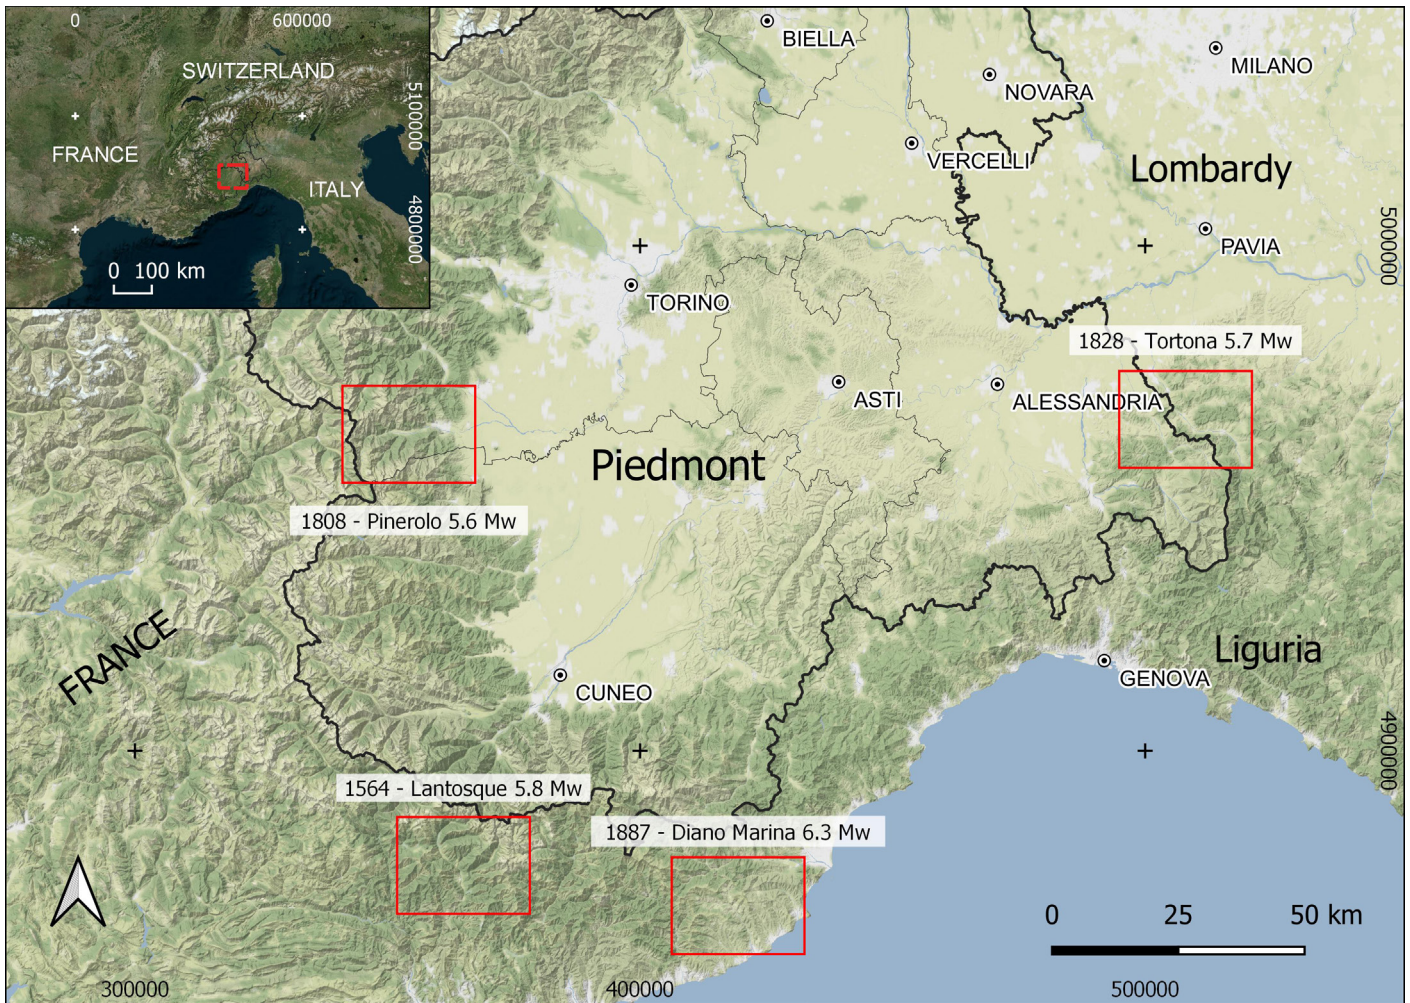 0
600000
SWITZERLAND
5100000
FRANCE
ITALY
4800000
0 100 km
BIELLA
MILANO
NOVARA
VERCELLI
Lombardy
PAVIA
5000000
TORINO
1828 - Tortona 5.7 Mw
ASTI
ALESSANDRIA
Piedmont
1808 - Pinerolo 5.6 Mw
FRANCE
Liguria
CUNEO
GENOVA
4900000
1564 - Lantosque 5.8 Mw
1887 - Diano Marina 6.3 Mw
0 25 50 km
300000
400000
500000